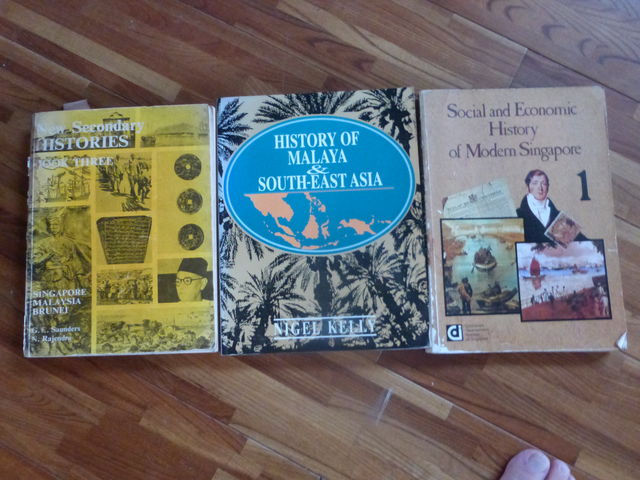 New Secondary
HISTORIES
BOOK THREE
SINGAPORE
MALAYSIA
BRUNEI
G. E. Saunders
N. Rajendra
HISTORY OF
MALAYA
&
SOUTH-EAST ASIA
NIGEL KELLY
Social and Economic
History
of Modern Singapore
1